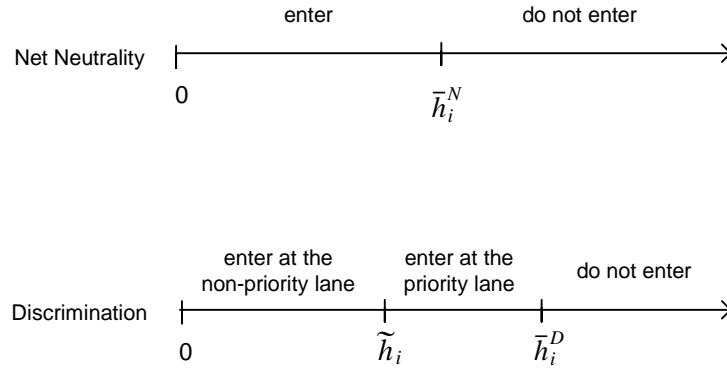 enter do not enter
Net Neutrality
0 h̄ᵢᴺ
enter at the non-priority lane
enter at the priority lane
do not enter
Discrimination
0 h̃ᵢ h̄ᵢᴰ